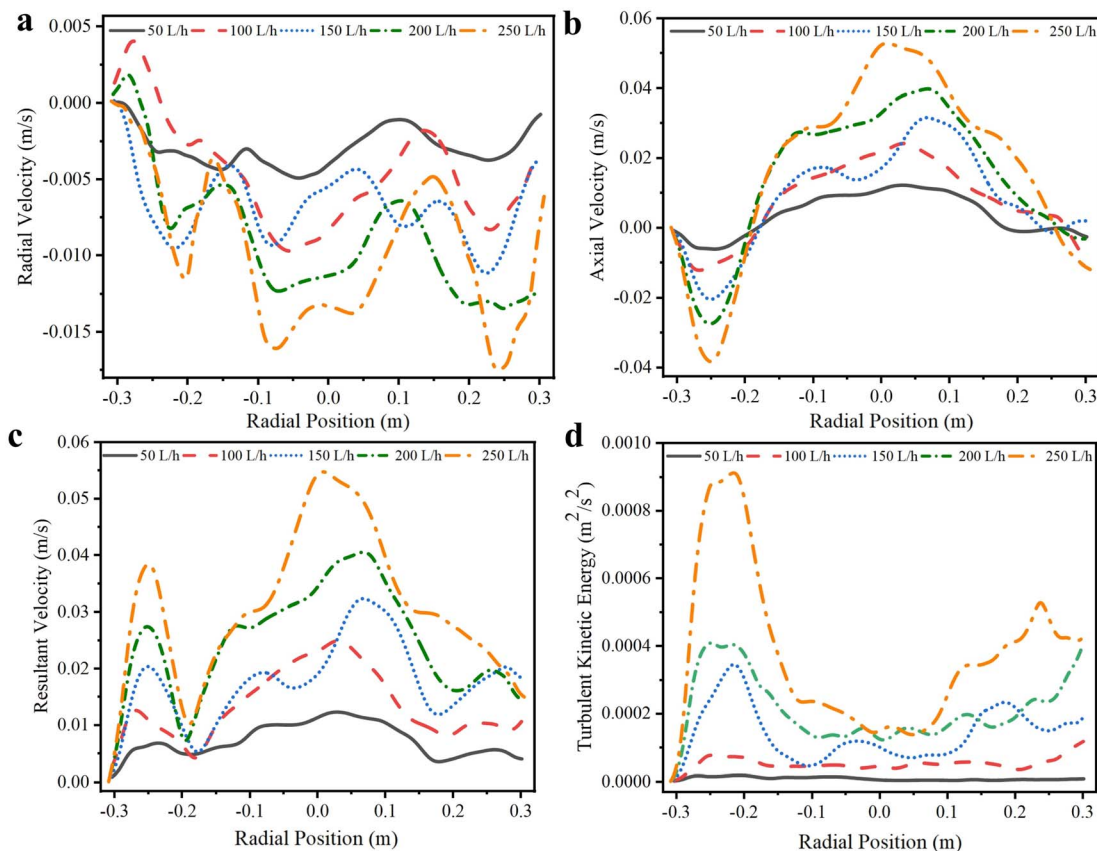 a
50 L/h 100 L/h 150 L/h 200 L/h 250 L/h
0.005
0.000
-0.005
-0.010
-0.015
Radial Velocity (m/s)
-0.3 -0.2 -0.1 0.0 0.1 0.2 0.3
Radial Position (m)
b
50 L/h 100 L/h 150 L/h 200 L/h 250 L/h
0.06
0.04
0.02
0.00
-0.02
-0.04
Axial Velocity (m/s)
-0.3 -0.2 -0.1 0.0 0.1 0.2 0.3
Radial Position (m)
c
50 L/h 100 L/h 150 L/h 200 L/h 250 L/h
0.06
0.05
0.04
0.03
0.02
0.01
0.00
Resultant Velocity (m/s)
-0.3 -0.2 -0.1 0.0 0.1 0.2 0.3
Radial Position (m)
d
50 L/h 100 L/h 150 L/h 200 L/h 250 L/h
0.0010
0.0008
0.0006
0.0004
0.0002
0.0000
Turbulent Kinetic Energy (m²/s²)
-0.3 -0.2 -0.1 0.0 0.1 0.2 0.3
Radial Position (m)